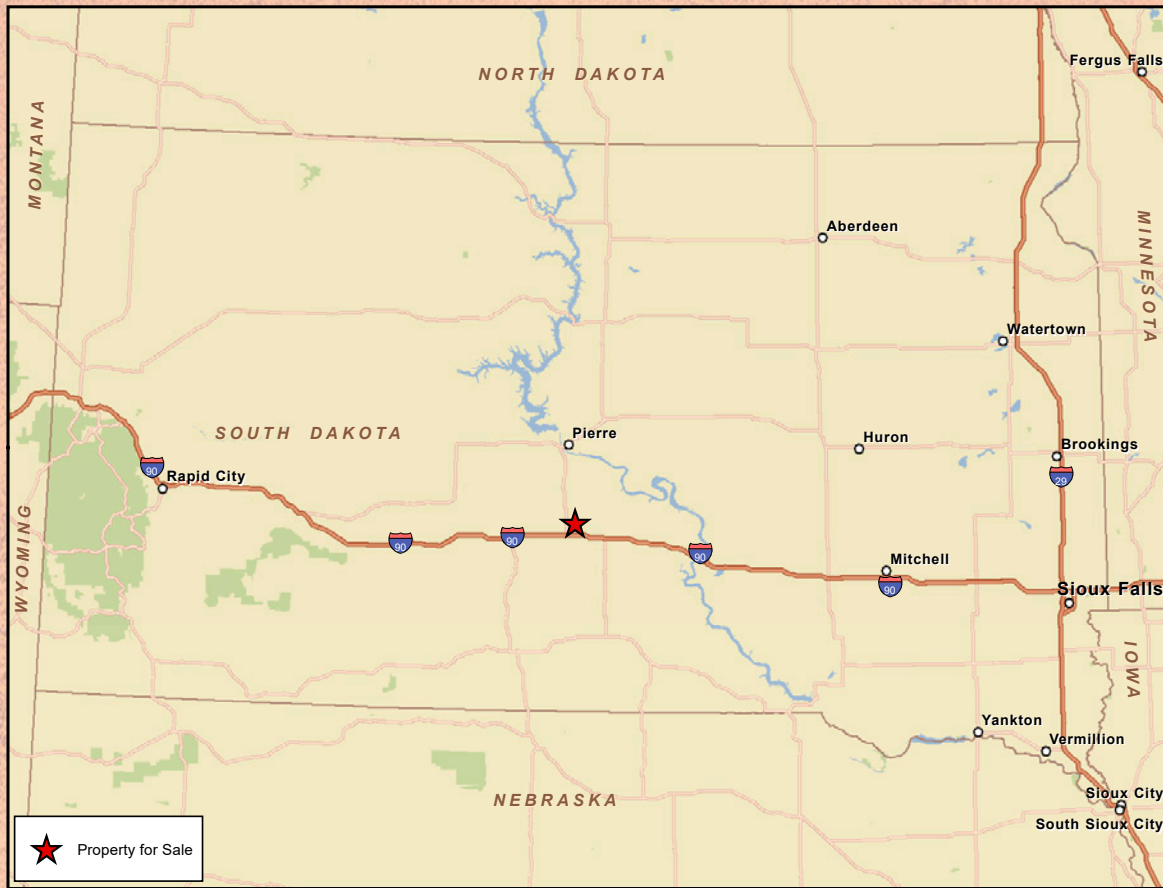 Fergus Falls
NORTH DAKOTA
MONTANA
MINNESOTA
Aberdeen
Watertown
SOUTH DAKOTA
Pierre
Huron
Brookings
90
Rapid City
29
WYOMING
90
90
90
Mitchell
90
Sioux Falls
IOWA
Yankton
Vermillion
NEBRASKA
Sioux City
South Sioux City
Property for Sale